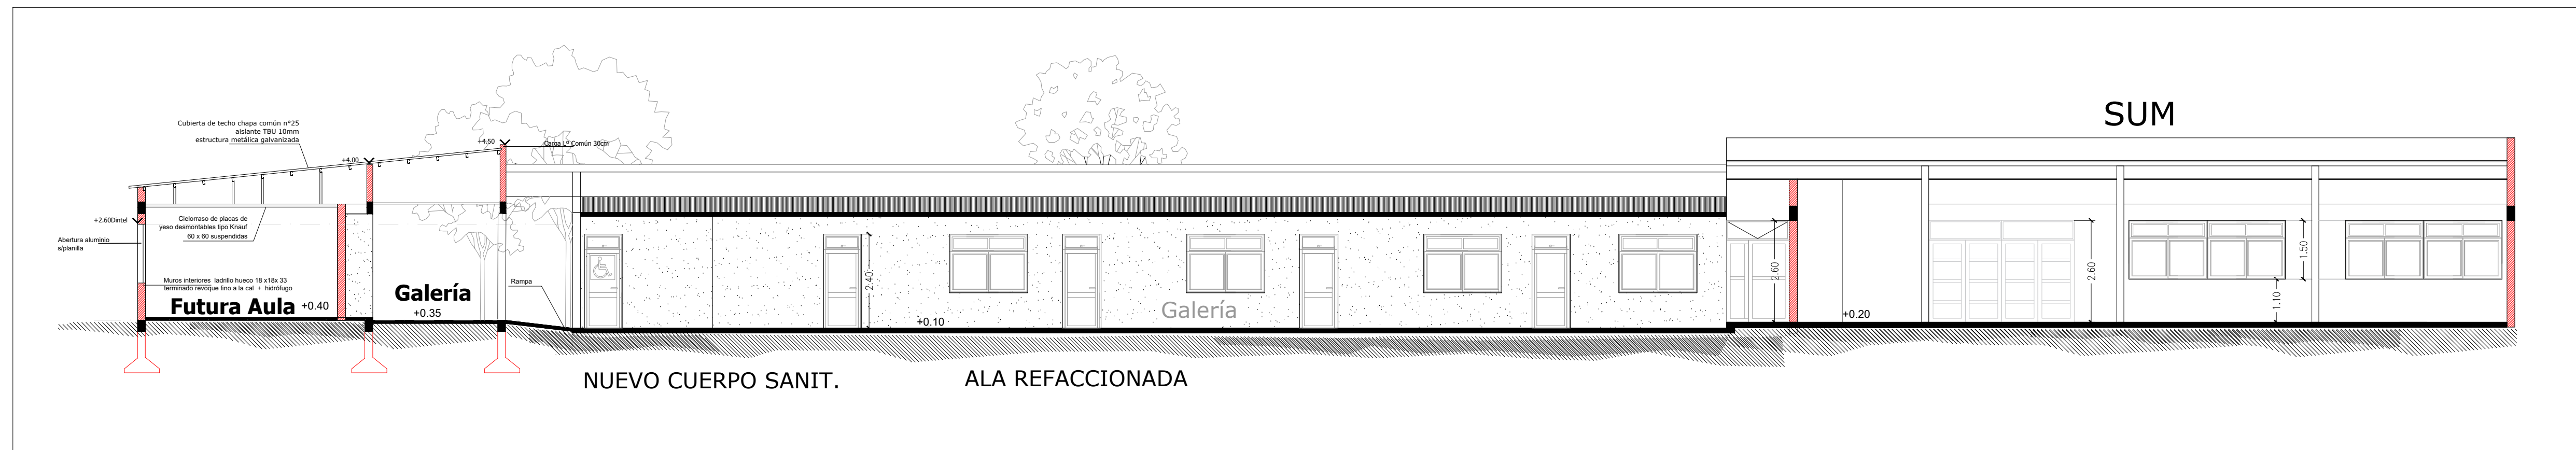 SUM
Cubierta de techo chapa común n°25
aislante TBU 10mm
estructura metálica galvanizada
+4.00
+4.50
Carga Lº Común 30cm
+2.60Dintel
Cielorraso de placas de
yeso desmontables tipo Knauf
60 x 60 suspendidas
Abertura aluminio
s/planilla
Muros interiores ladrillo hueco 18 x18x 33
terminado revoque fino a la cal + hidrófugo
Futura Aula +0.40
Galería
+0.35
Rampa
2.40
+0.10
Galería
2.60
+0.20
2.60
1.50
1.10
NUEVO CUERPO SANIT.
ALA REFACCIONADA